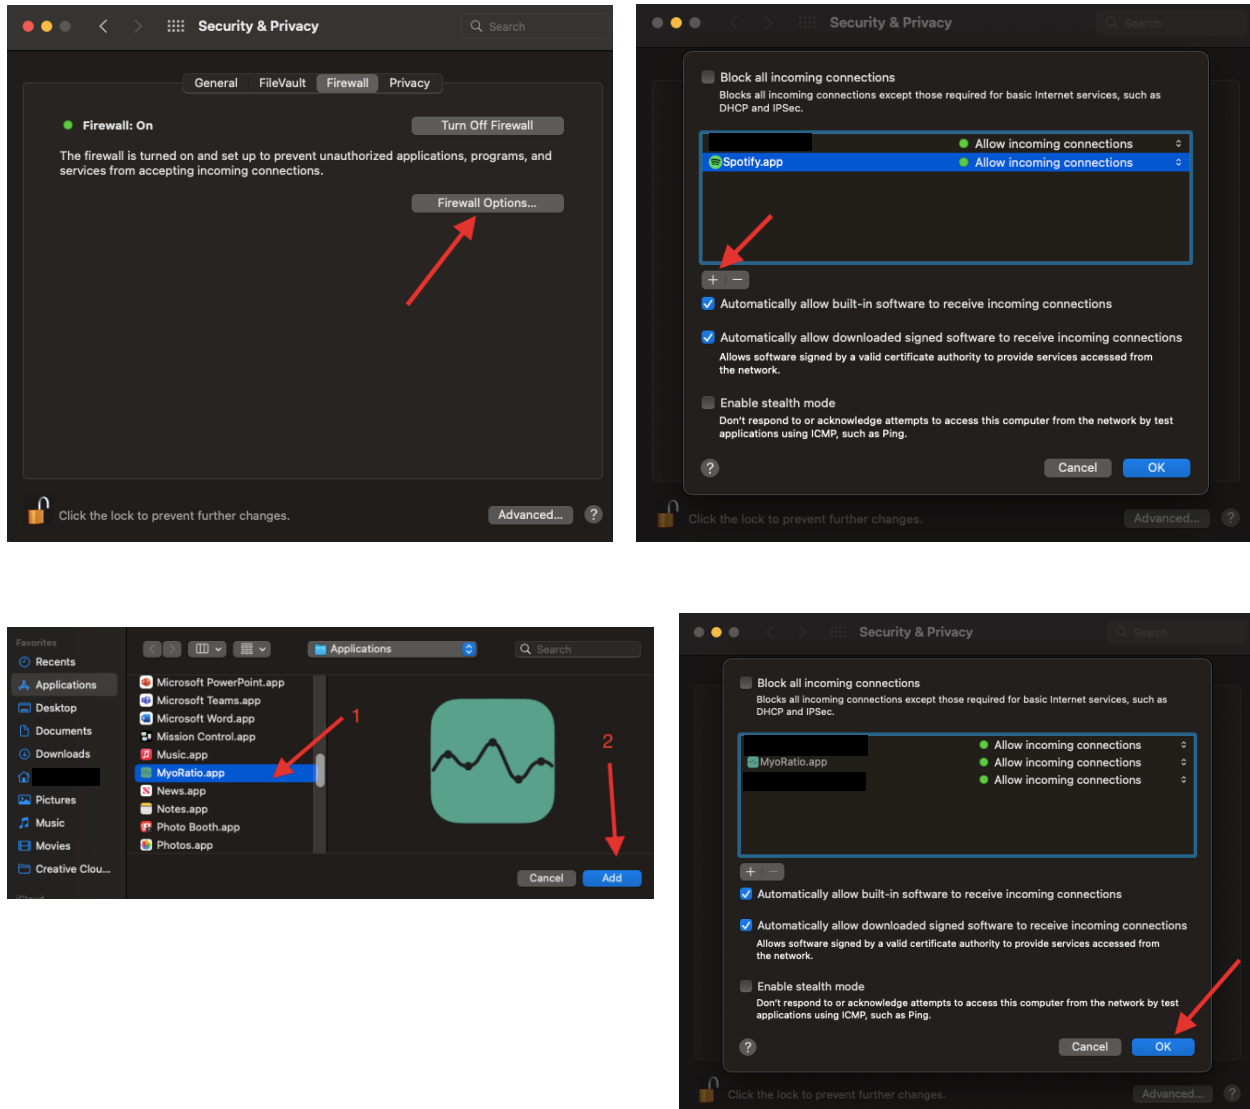 Security & Privacy
Search
General
FileVault
Firewall
Privacy
Firewall: On
Turn Off Firewall
The firewall is turned on and set up to prevent unauthorized applications, programs, and
services from accepting incoming connections.
Firewall Options...
Click the lock to prevent further changes.
Advanced...
?
Security & Privacy
Search
Block all incoming connections
Blocks all incoming connections except those required for basic Internet services, such as
DHCP and IPSec.
Allow incoming connections
Spotify.app
Allow incoming connections
+ −
Automatically allow built-in software to receive incoming connections
Automatically allow downloaded signed software to receive incoming connections
Allows software signed by a valid certificate authority to provide services accessed from
the network.
Enable stealth mode
Don't respond to or acknowledge attempts to access this computer from the network by test
applications using ICMP, such as Ping.
?
Cancel
OK
Click the lock to prevent further changes.
Advanced...
?
Favorites
Recents
Applications
Desktop
Documents
Downloads
Pictures
Music
Movies
Creative Clou...
iCloud
Applications
Search
Microsoft PowerPoint.app
Microsoft Teams.app
Microsoft Word.app
Mission Control.app
Music.app
MyoRatio.app
News.app
Notes.app
Photo Booth.app
Photos.app
1
2
Cancel
Add
Security & Privacy
Search
Block all incoming connections
Blocks all incoming connections except those required for basic Internet services, such as
DHCP and IPSec.
Allow incoming connections
MyoRatio.app
Allow incoming connections
Allow incoming connections
+ −
Automatically allow built-in software to receive incoming connections
Automatically allow downloaded signed software to receive incoming connections
Allows software signed by a valid certificate authority to provide services accessed from
the network.
Enable stealth mode
Don't respond to or acknowledge attempts to access this computer from the network by test
applications using ICMP, such as Ping.
?
Cancel
OK
Click the lock to prevent further changes.
Advanced...
?